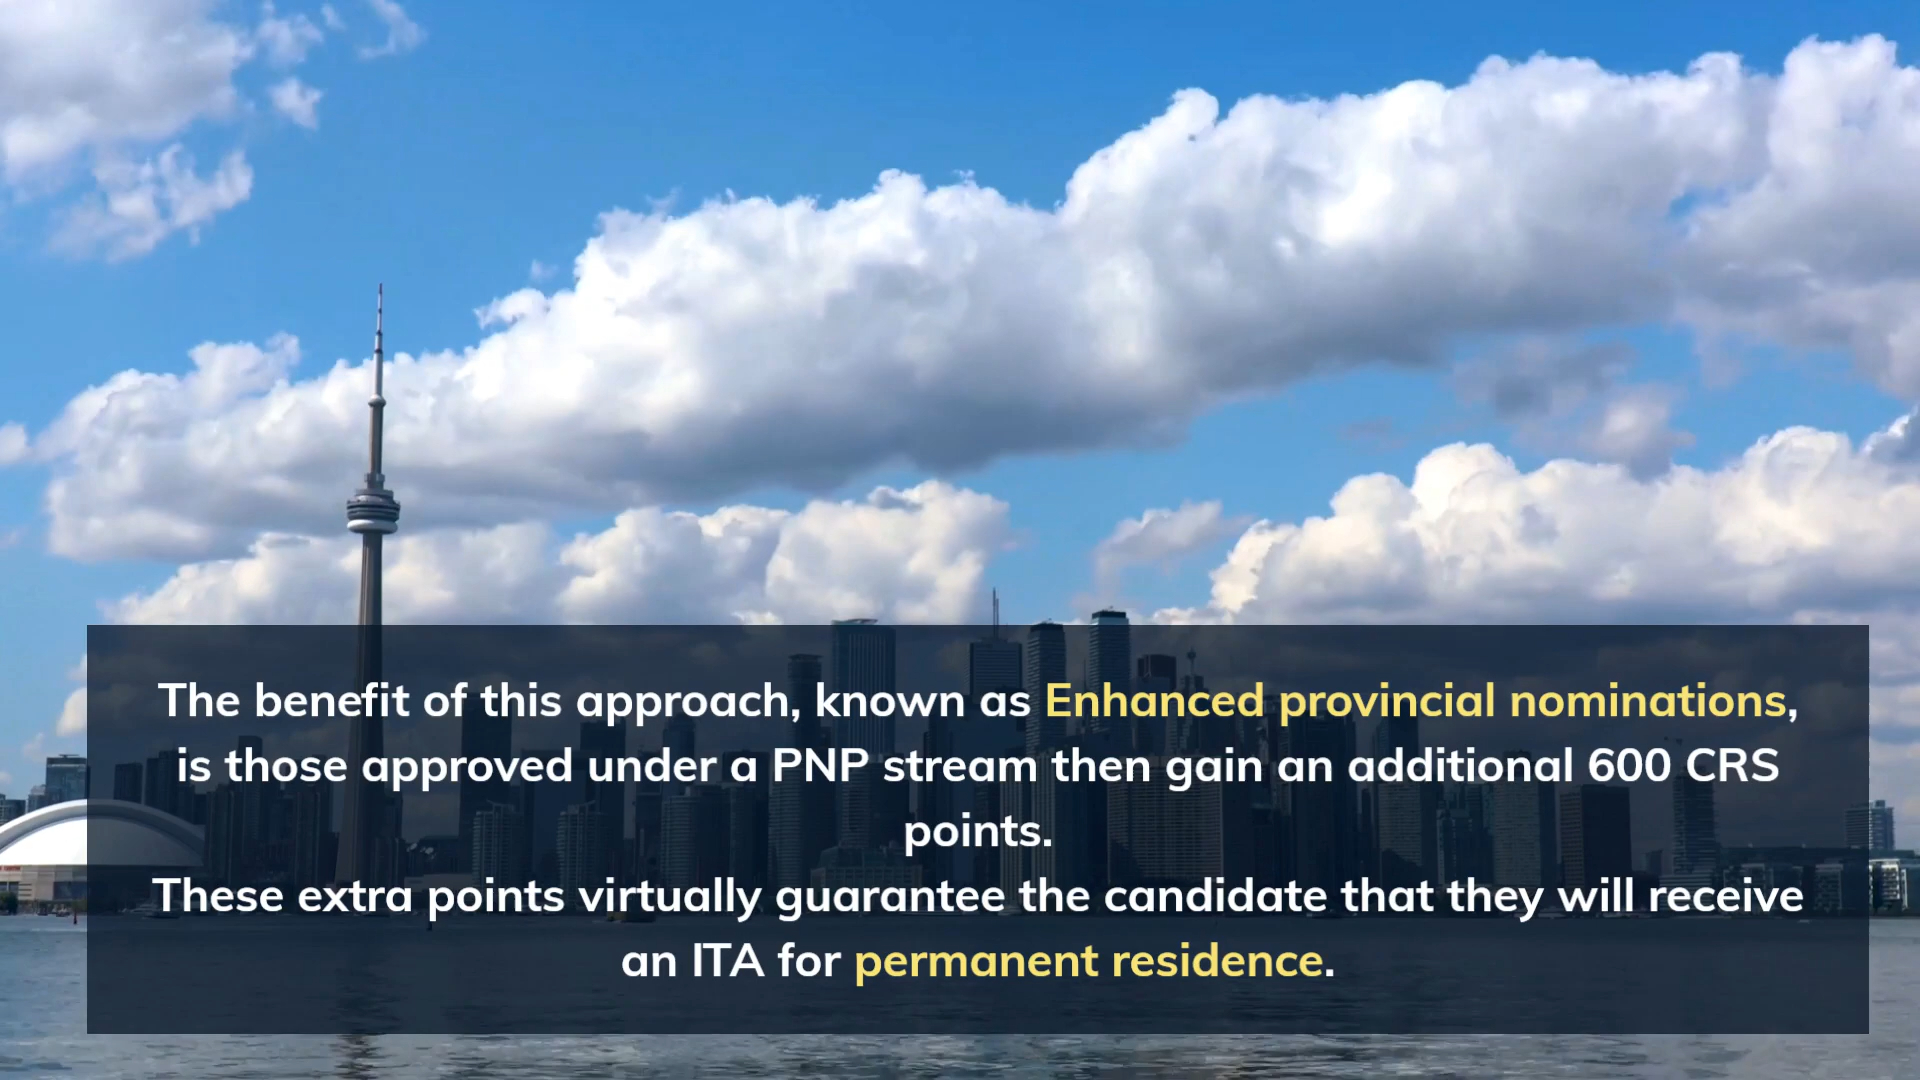 The benefit of this approach, known as Enhanced provincial nominations,
is those approved under a PNP stream then gain an additional 600 CRS
points.
These extra points virtually guarantee the candidate that they will receive
an ITA for permanent residence.